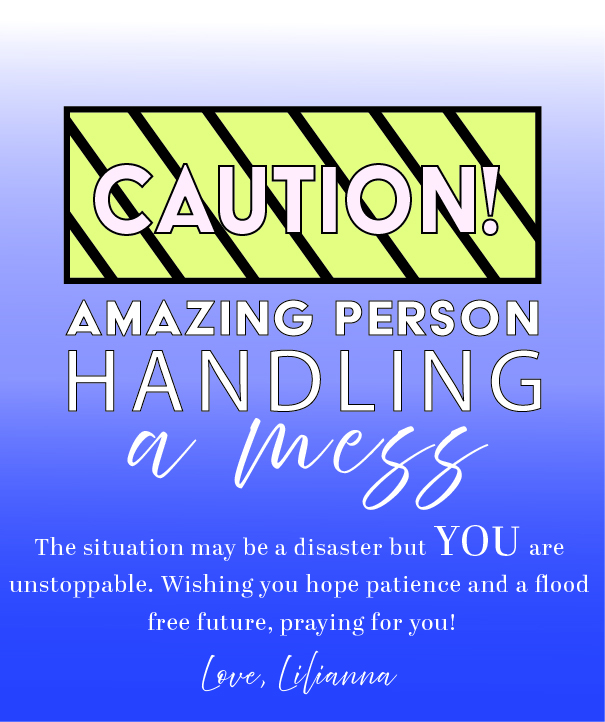 CAUTION!
AMAZING PERSON
HANDLING
a mess
The situation may be a disaster but YOU are
unstoppable. Wishing you hope patience and a flood
free future, praying for you!
Love, Lilianna